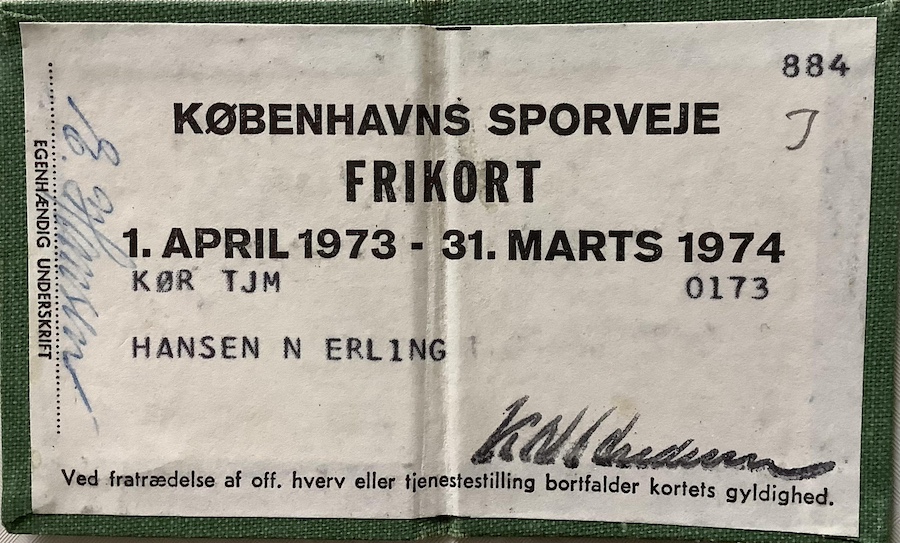 884
J
KØBENHAVNS SPORVEJE
FRIKORT
1. APRIL 1973 - 31. MARTS 1974
KØR TJM 0173
HANSEN N ERL1NG
Ved fratrædelse af off. hverv eller tjenestestilling bortfalder kortets gyldighed.
EGENHÆNDIG UNDERSKRIFT